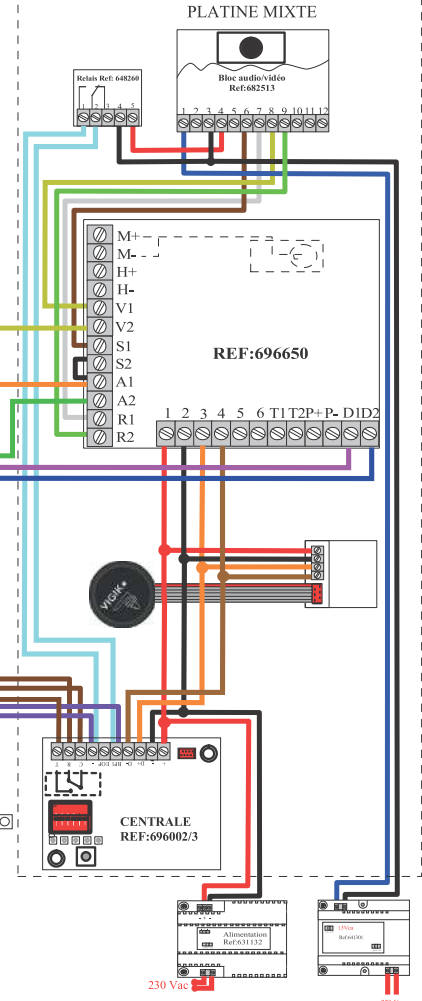 PLATINE MIXTE
Relais Ref: 648260
1 2 3 4 5
Bloc audio/vidéo
Ref:682513
1 2 3 4 5 6 7 8 9 10 11 12
M+
M-
H+
H-
V1
V2
S1
S2
A1
A2
R1
R2
REF:696650
1 2 3 4 5 6 T1 T2 P+ P- D1 D2
VIGIK
T R C - DOP - BP1 - D- D+ - +
CENTRALE
REF:696002/3
Alimentation
Ref:631132
230 Vac